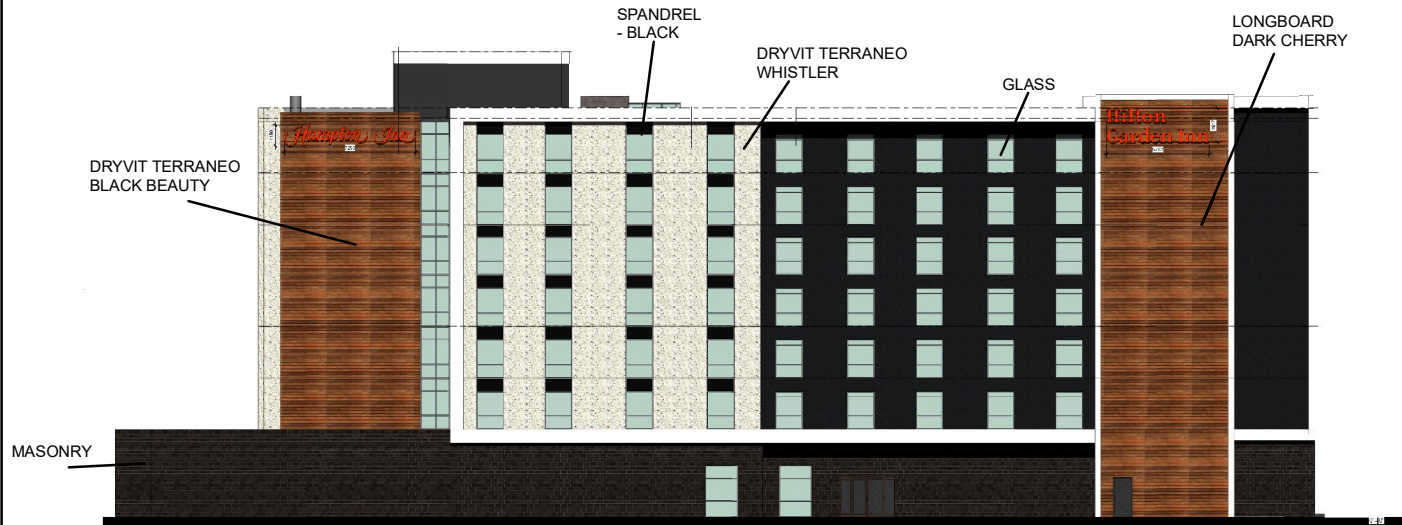 SPANDREL
- BLACK
LONGBOARD
DARK CHERRY
DRYVIT TERRANEO
WHISTLER
GLASS
Hampton Inn
Hilton
Garden Inn
DRYVIT TERRANEO
BLACK BEAUTY
MASONRY